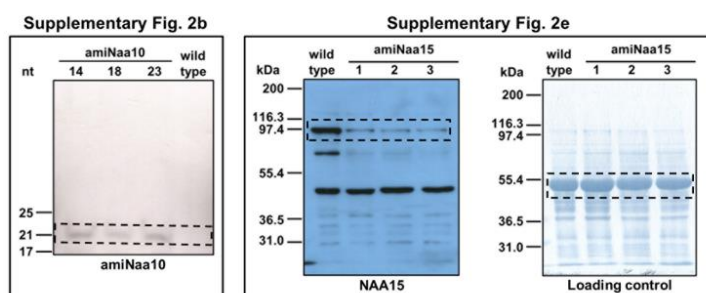 Supplementary Fig. 2b
amiNaa10
wild
type
nt
14 18 23
25
21
17
amiNaa10
Supplementary Fig. 2e
wild
type
amiNaa15
kDa
1 2 3
200
116.3
97.4
55.4
36.5
31.0
NAA15
wild
type
amiNaa15
kDa
1 2 3
200
116.3
97.4
55.4
36.5
31.0
Loading control